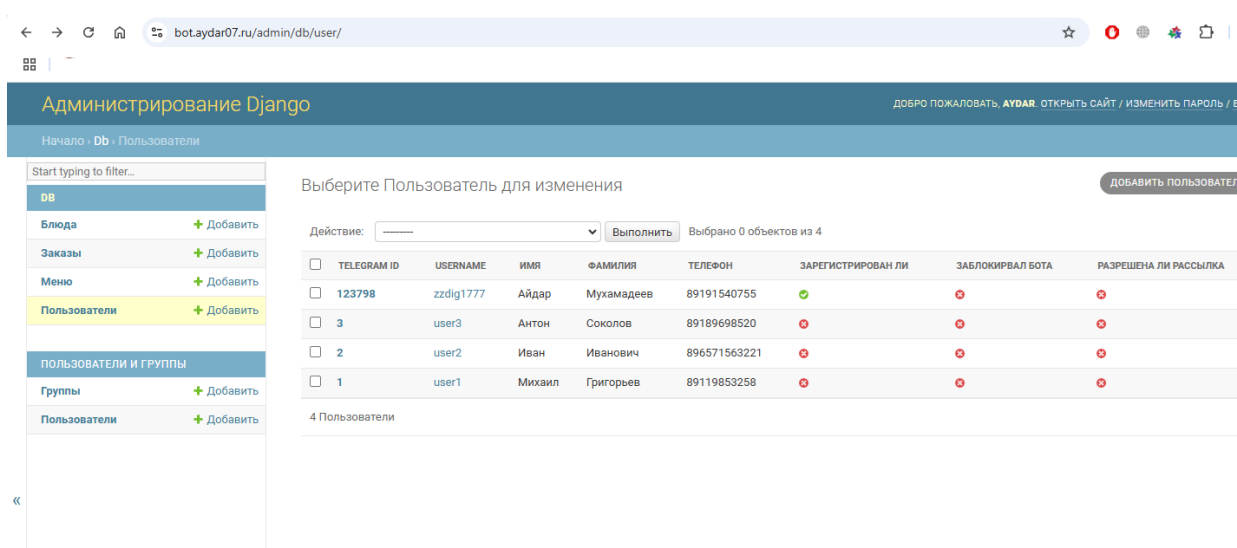 bot.aydar07.ru/admin/db/user/
Администрирование Django
ДОБРО ПОЖАЛОВАТЬ, AYDAR. ОТКРЫТЬ САЙТ / ИЗМЕНИТЬ ПАРОЛЬ /
Начало › Db › Пользователи
Start typing to filter...
DB
Блюда + Добавить
Заказы + Добавить
Меню + Добавить
Пользователи + Добавить
ПОЛЬЗОВАТЕЛИ И ГРУППЫ
Группы + Добавить
Пользователи + Добавить
«
Выберите Пользователь для изменения
ДОБАВИТЬ ПОЛЬЗОВАТЕЛ
Действие: --------- Выполнить Выбрано 0 объектов из 4
TELEGRAM ID USERNAME ИМЯ ФАМИЛИЯ ТЕЛЕФОН ЗАРЕГИСТРИРОВАН ЛИ ЗАБЛОКИРВАЛ БОТА РАЗРЕШЕНА ЛИ РАССЫЛКА
123798 zzdig1777 Айдар Мухамадеев 89191540755
3 user3 Антон Соколов 89189698520
2 user2 Иван Иванович 896571563221
1 user1 Михаил Григорьев 89119853258
4 Пользователи